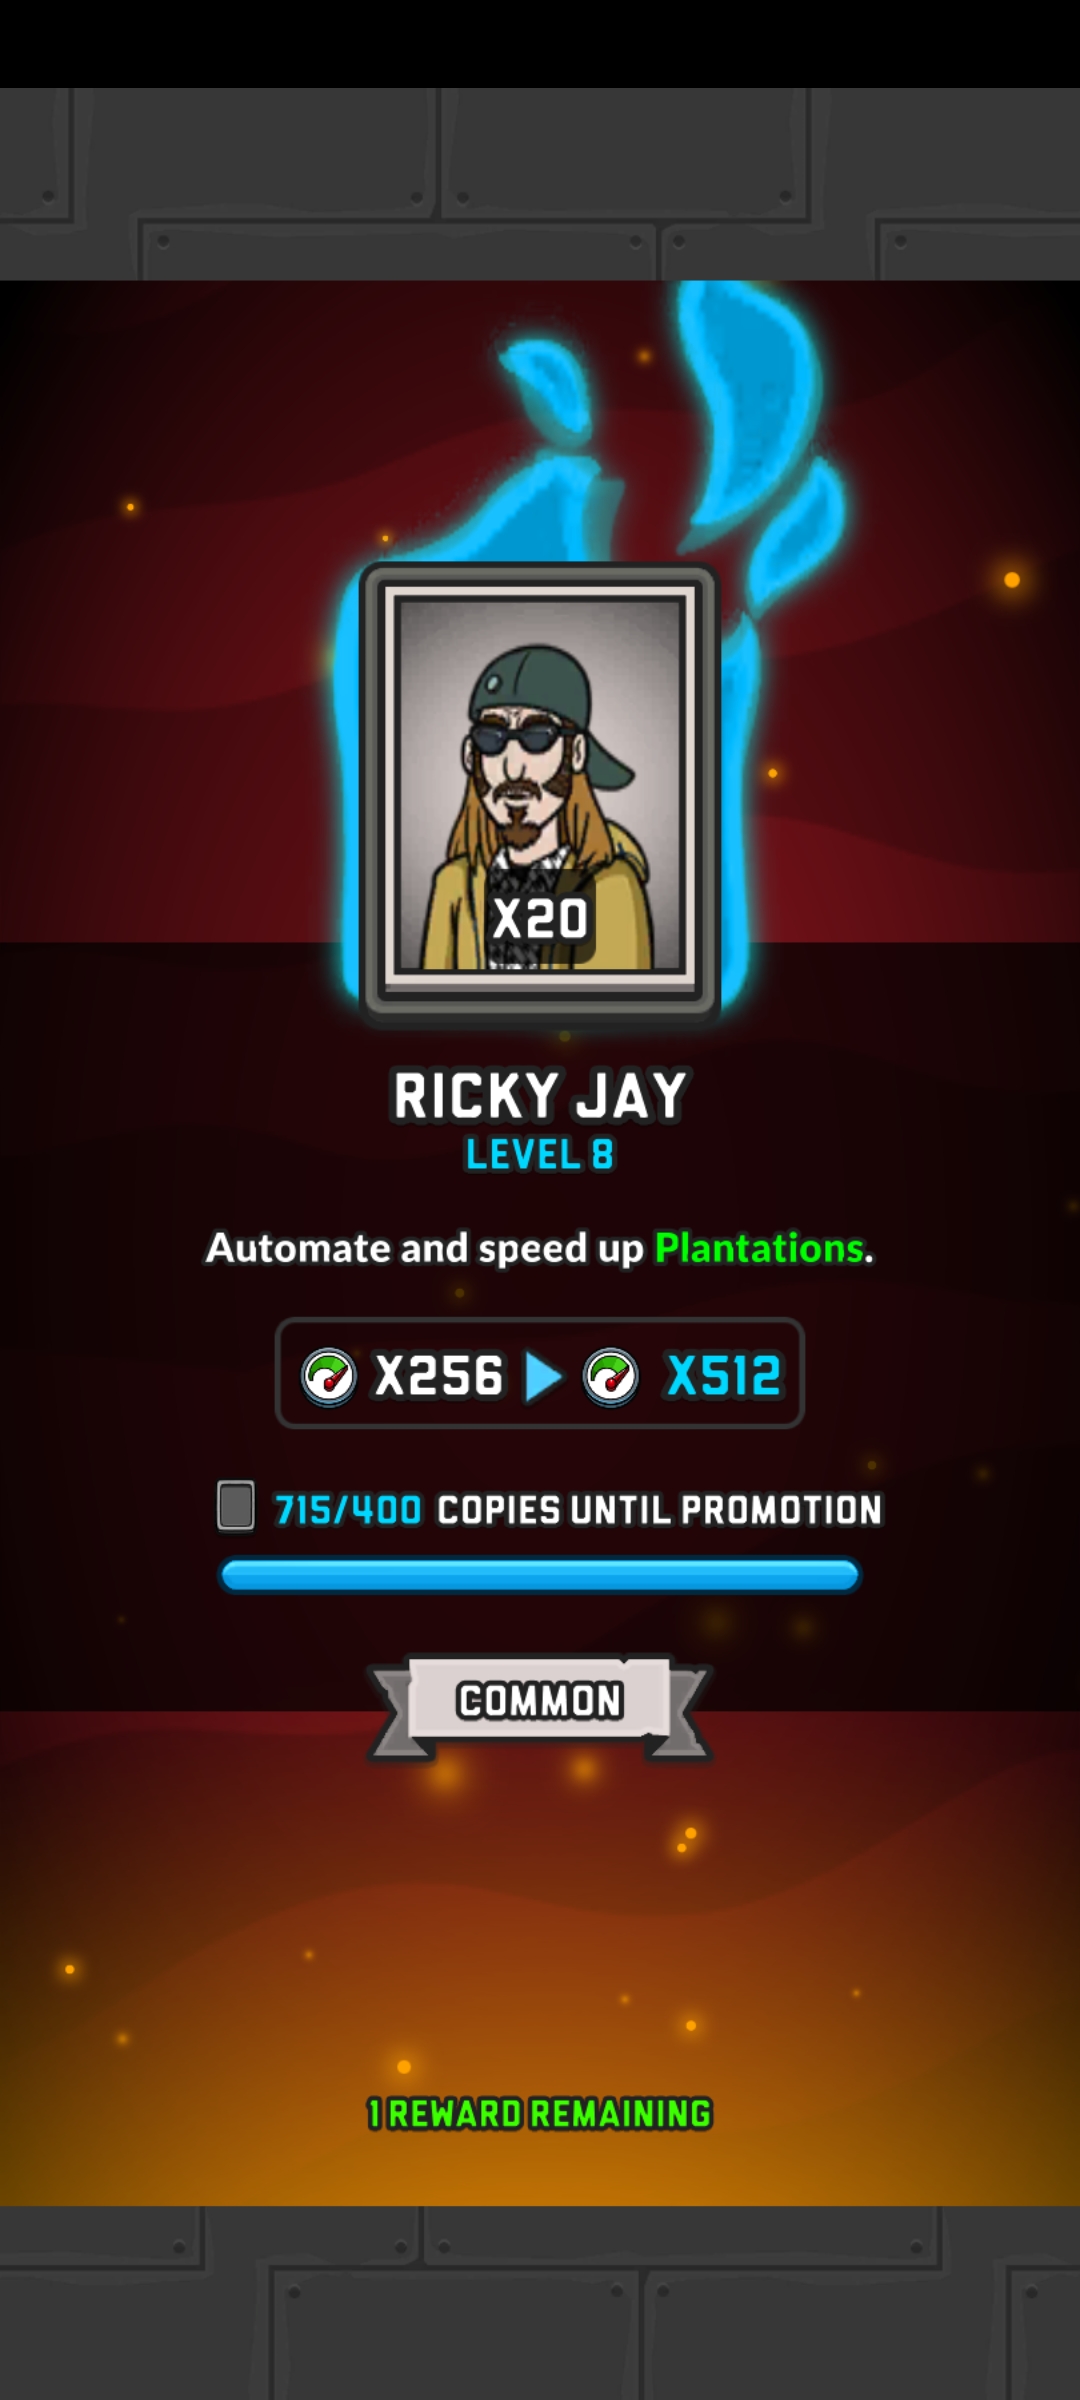 X20
RICKY JAY
LEVEL 8
Automate and speed up Plantations.
X256 X512
715/400 COPIES UNTIL PROMOTION
COMMON
1 REWARD REMAINING